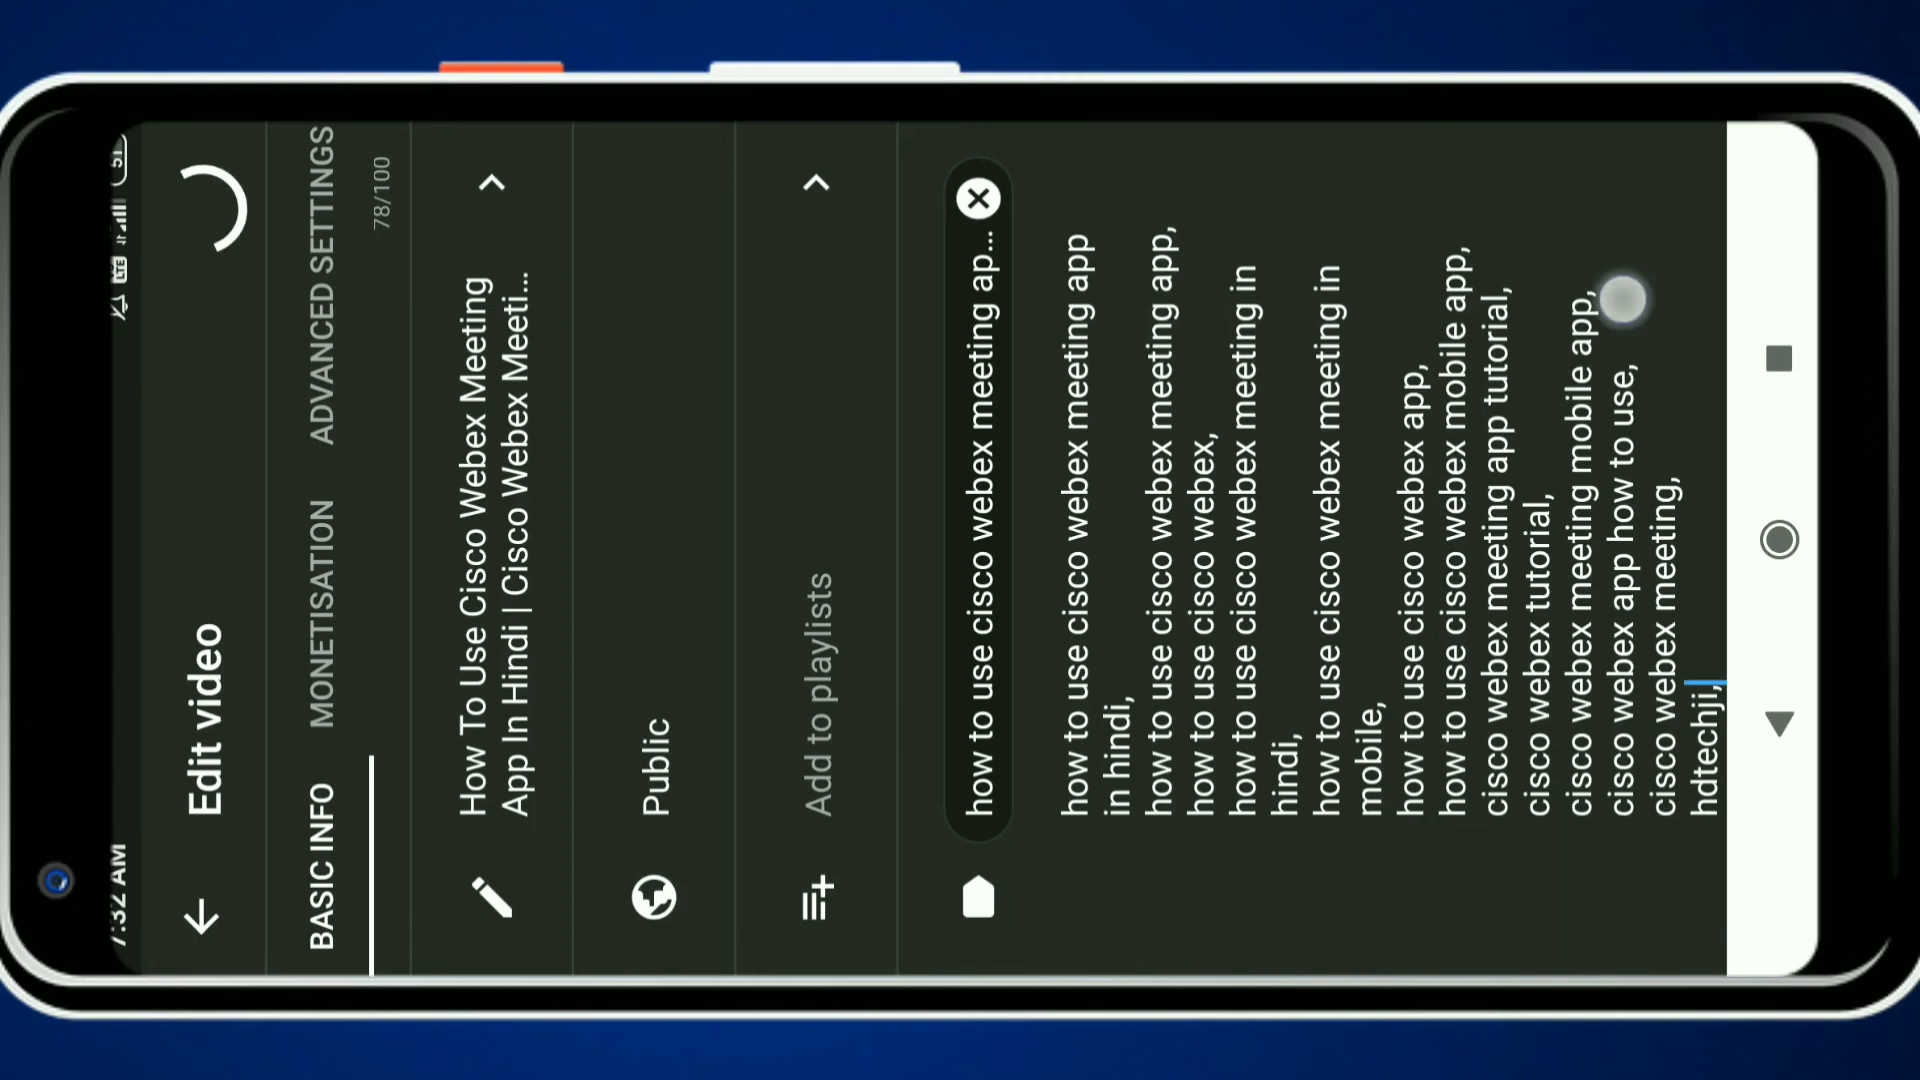 7:32 AM
LTE
51
Edit video
BASIC INFO MONETISATION ADVANCED SETTINGS
78/100
How To Use Cisco Webex Meeting
App In Hindi | Cisco Webex Meeti...
Public
Add to playlists
how to use cisco webex meeting ap...
how to use cisco webex meeting app
in hindi,
how to use cisco webex meeting app,
how to use cisco webex,
how to use cisco webex meeting in
hindi,
how to use cisco webex meeting in
mobile,
how to use cisco webex app,
how to use cisco webex mobile app,
cisco webex meeting app tutorial,
cisco webex tutorial,
cisco webex meeting mobile app,
cisco webex app how to use,
cisco webex meeting,
hdtechji,